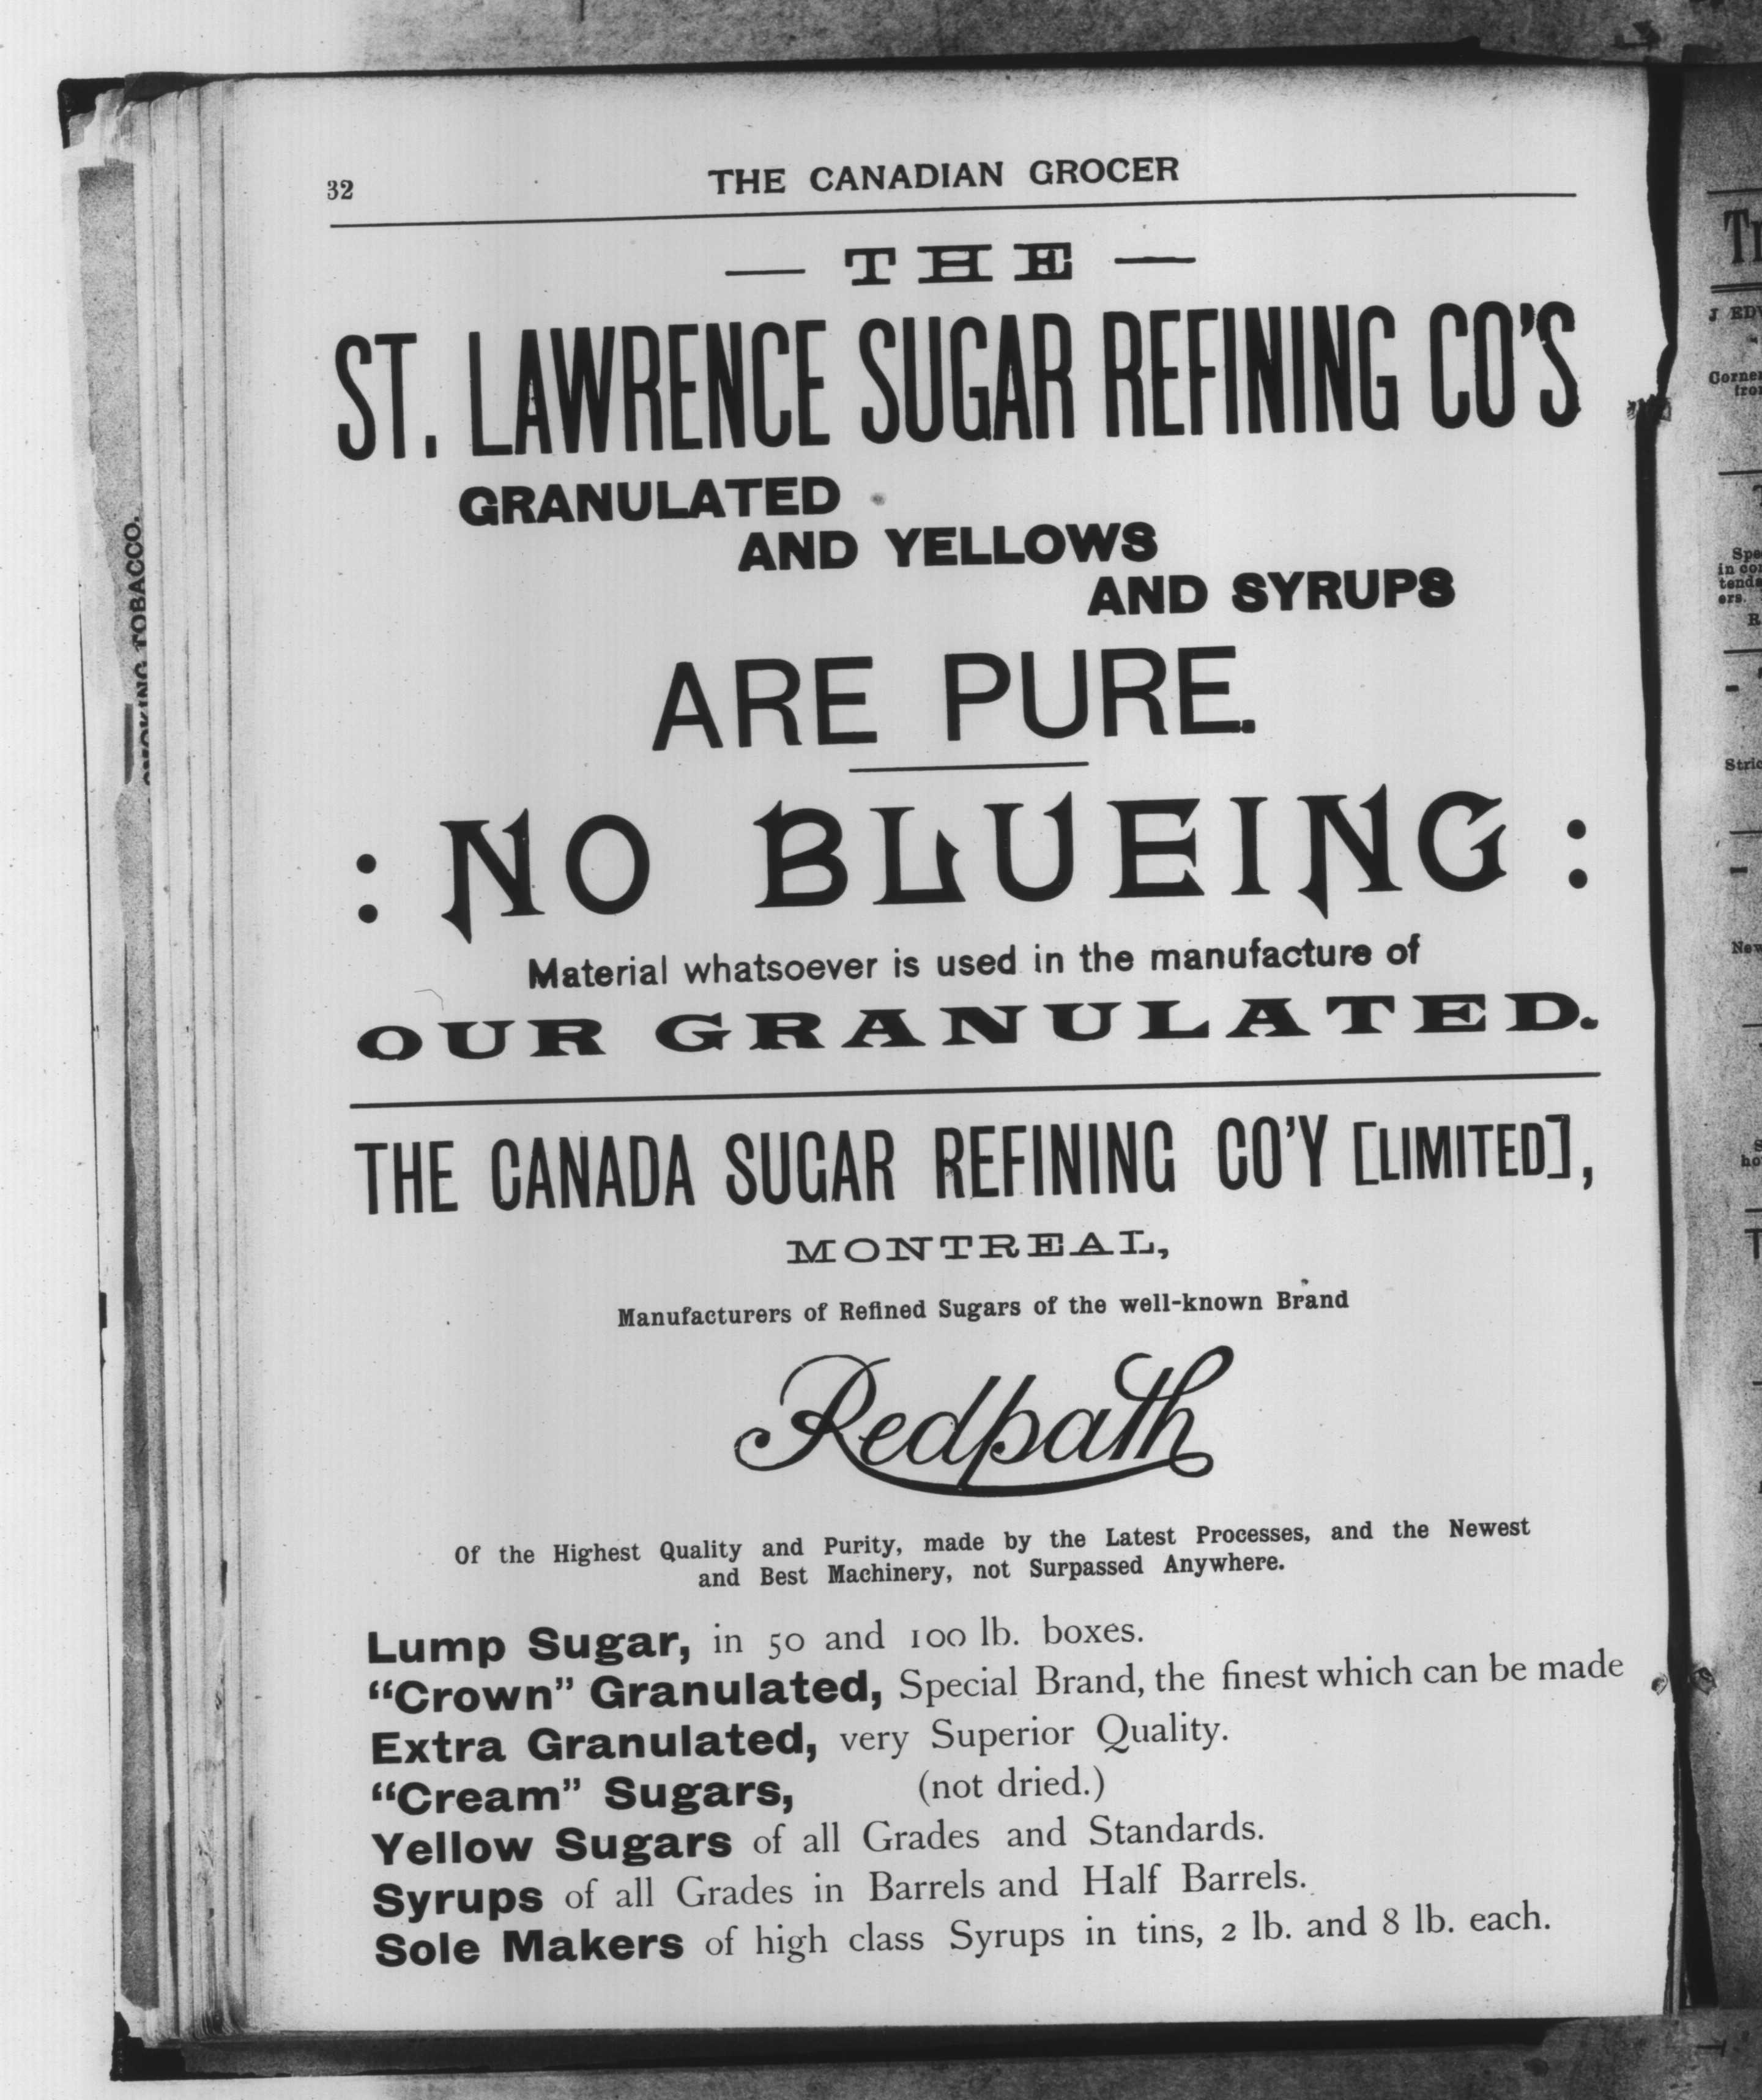 32
THE CANADIAN GROCER
— THE —
ST. LAWRENCE SUGAR REFINING CO'S
GRANULATED
AND YELLOWS
AND SYRUPS
ARE PURE.
: NO BLUEING :
Material whatsoever is used in the manufacture of
OUR GRANULATED.
THE CANADA SUGAR REFINING CO'Y [LIMITED],
MONTREAL,
Manufacturers of Refined Sugars of the well-known Brand
Redpath
Of the Highest Quality and Purity, made by the Latest Processes, and the Newest
and Best Machinery, not Surpassed Anywhere.
Lump Sugar, in 50 and 100 lb. boxes.
"Crown" Granulated, Special Brand, the finest which can be made
Extra Granulated, very Superior Quality.
"Cream" Sugars, (not dried.)
Yellow Sugars of all Grades and Standards.
Syrups of all Grades in Barrels and Half Barrels.
Sole Makers of high class Syrups in tins, 2 lb. and 8 lb. each.
SMOKING TOBACCO.